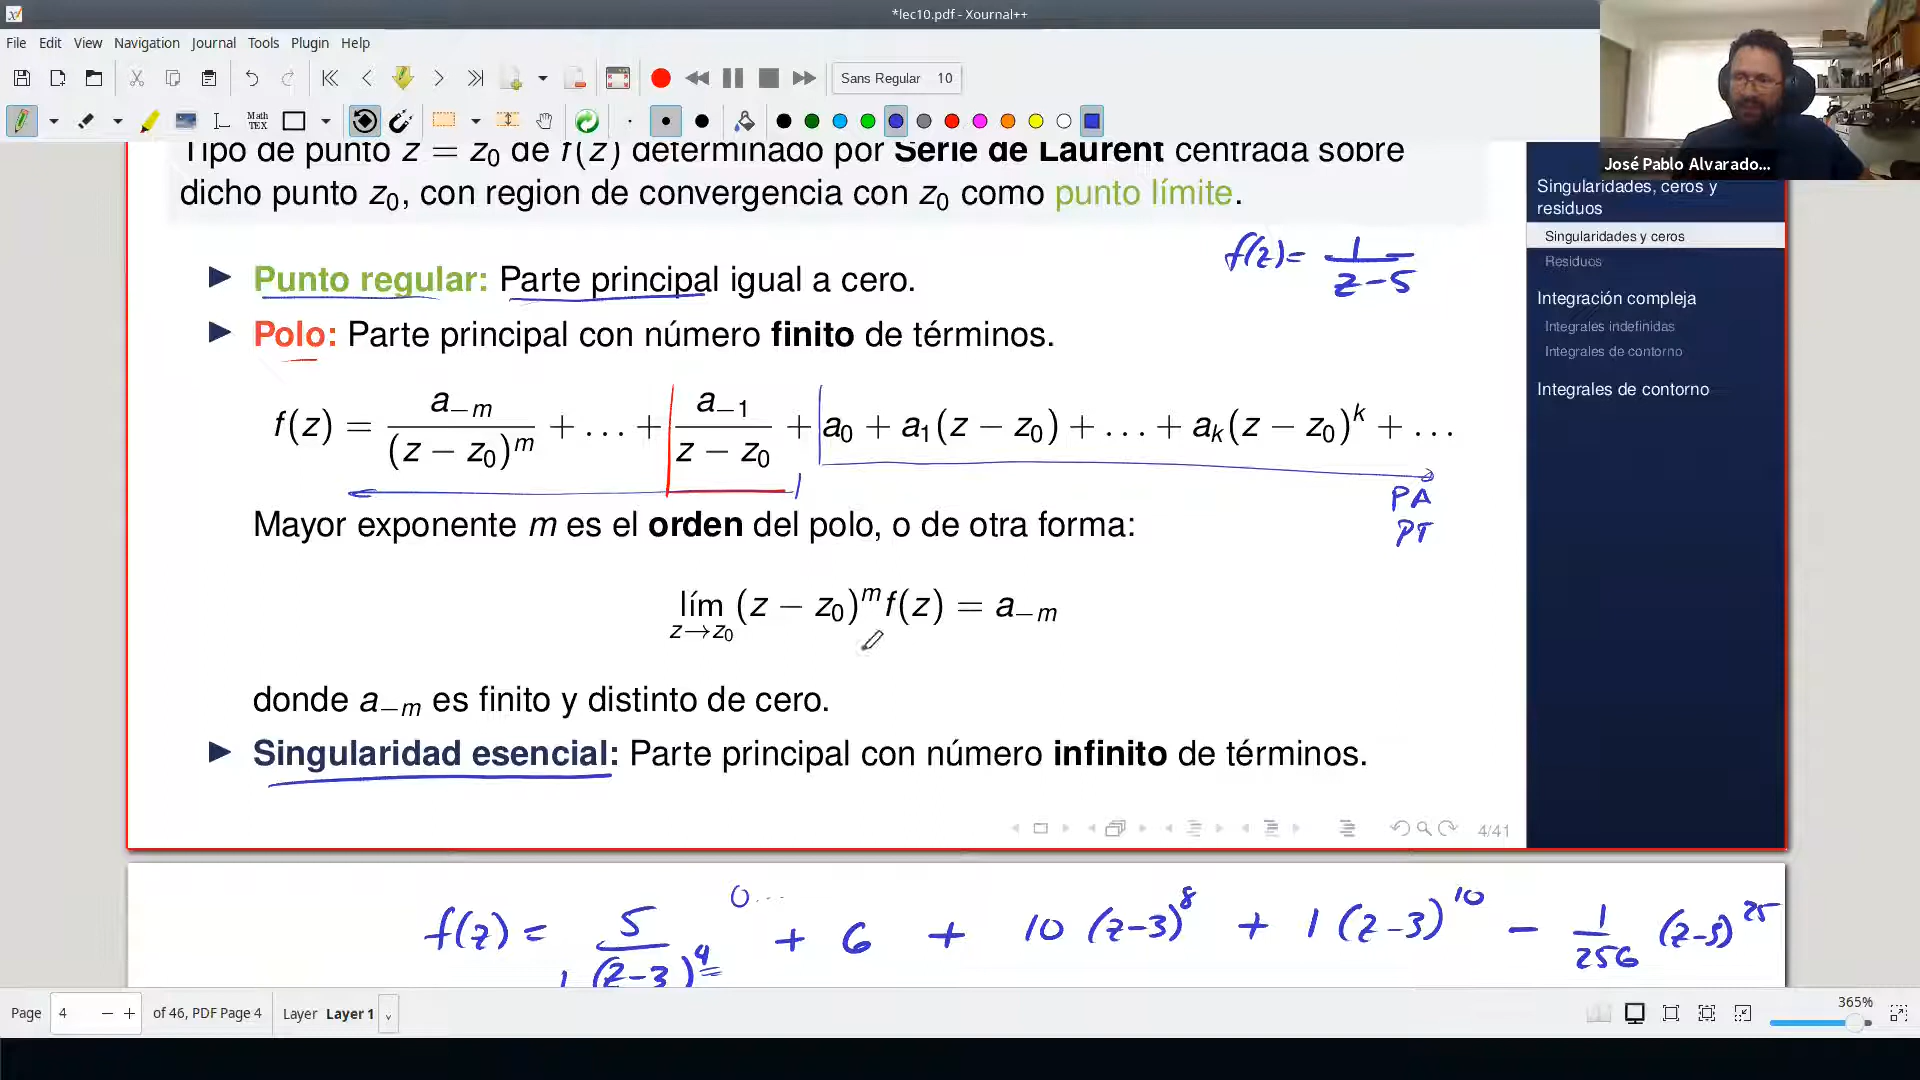 *lec10.pdf - Xournal++
File Edit View Navigation Journal Tools Plugin Help
Sans Regular 10
Math TEX
José Pablo Alvarado...
Tipo de punto z = z₀ de f(z) determinado por Serie de Laurent centrada sobre
dicho punto z₀, con region de convergencia con z₀ como punto límite.
f(z)= 1/(z-5)
▶ Punto regular: Parte principal igual a cero.
▶ Polo: Parte principal con número finito de términos.
f(z) = a₋ₘ/(z − z₀)ᵐ + ... + a₋₁/(z − z₀) + a₀ + a₁(z − z₀) + ... + aₖ(z − z₀)ᵏ + ...
PA
PT
Mayor exponente m es el orden del polo, o de otra forma:
lím z→z₀ (z − z₀)ᵐf(z) = a₋ₘ
donde a₋ₘ es finito y distinto de cero.
▶ Singularidad esencial: Parte principal con número infinito de términos.
4/41
Singularidades, ceros y
residuos
Singularidades y ceros
Residuos
Integración compleja
Integrales indefinidas
Integrales de contorno
Integrales de contorno
0...
f(z) = 5/(z-3)⁴ + 6 + 10 (z-3)⁸ + 1 (z-3)¹⁰ - 1/256 (z-3)²⁵
Page 4 of 46, PDF Page 4 Layer Layer 1
365%